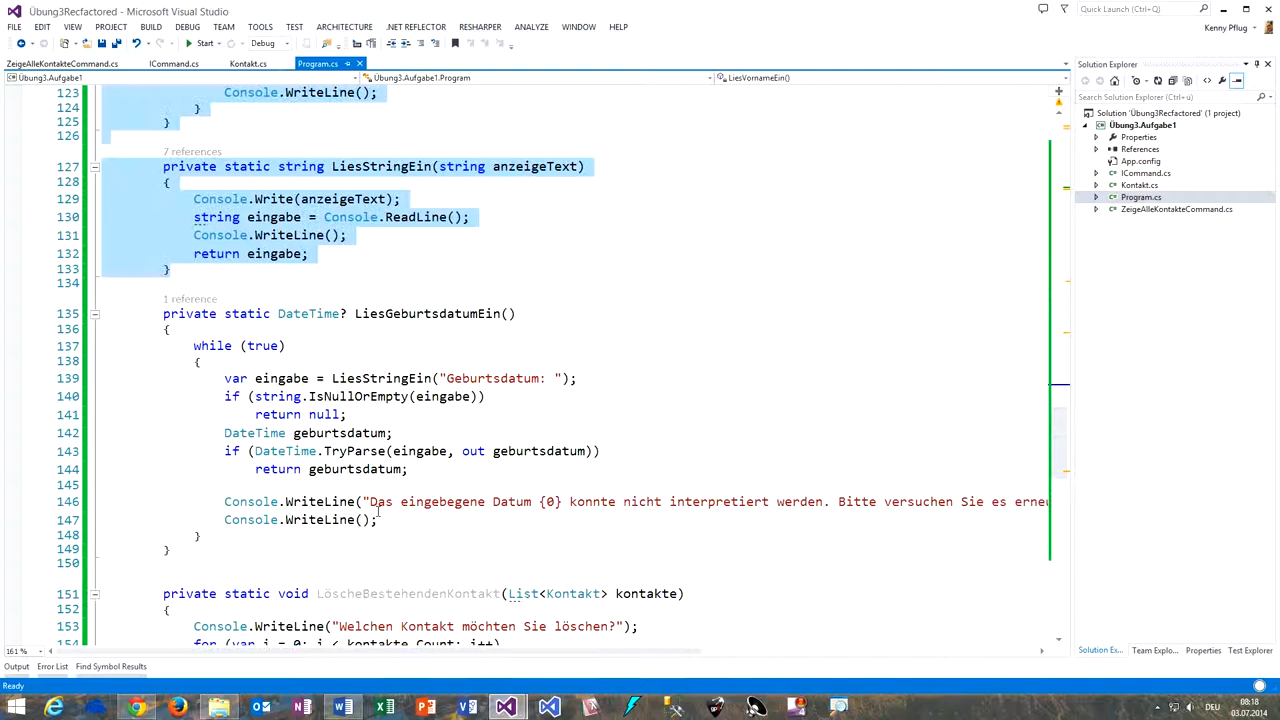 Übung3Recfactored - Microsoft Visual Studio
Quick Launch (Ctrl+Q)
FILE EDIT VIEW PROJECT BUILD DEBUG TEAM TOOLS TEST ARCHITECTURE .NET REFLECTOR RESHARPER ANALYZE WINDOW HELP
Kenny Pflug
Start Debug
ZeigeAlleKontakteCommand.cs ICommand.cs Kontakt.cs Program.cs
Übung3.Aufgabe1 Übung3.Aufgabe1.Program LiesVornameEin()
123 Console.WriteLine();
124 }
125 }
126
7 references
127 private static string LiesStringEin(string anzeigeText)
128 {
129 Console.Write(anzeigeText);
130 string eingabe = Console.ReadLine();
131 Console.WriteLine();
132 return eingabe;
133 }
134
1 reference
135 private static DateTime? LiesGeburtsdatumEin()
136 {
137 while (true)
138 {
139 var eingabe = LiesStringEin("Geburtsdatum: ");
140 if (string.IsNullOrEmpty(eingabe))
141 return null;
142 DateTime geburtsdatum;
143 if (DateTime.TryParse(eingabe, out geburtsdatum))
144 return geburtsdatum;
145
146 Console.WriteLine("Das eingebegene Datum {0} konnte nicht interpretiert werden. Bitte versuchen Sie es erneu
147 Console.WriteLine();
148 }
149 }
150
151 private static void LöscheBestehendenKontakt(List<Kontakt> kontakte)
152 {
153 Console.WriteLine("Welchen Kontakt möchten Sie löschen?");
154 for (var i = 0; i < kontakte.Count; i++)
161 %
Solution Explorer
Search Solution Explorer (Ctrl+ü)
Solution 'Übung3Recfactored' (1 project)
Übung3.Aufgabe1
Properties
References
App.config
ICommand.cs
Kontakt.cs
Program.cs
ZeigeAlleKontakteCommand.cs
Solution Ex... Team Explo... Properties Test Explorer
Output Error List Find Symbol Results
Ready
DEU
08:18
03.07.2014